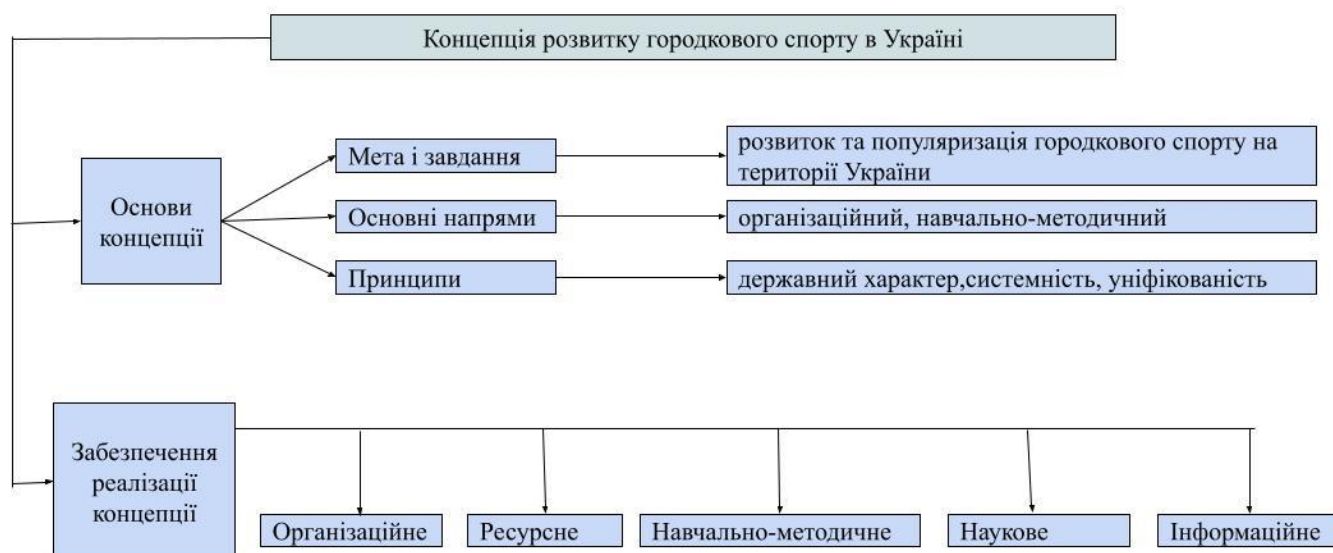 Концепція розвитку городкового спорту в Україні
Основи
концепції
Мета і завдання
розвиток та популяризація городкового спорту на
території України
Основні напрями
організаційний, навчально-методичний
Принципи
державний характер,системність, уніфікованість
Забезпечення
реалізації
концепції
Організаційне
Ресурсне
Навчально-методичне
Наукове
Інформаційне